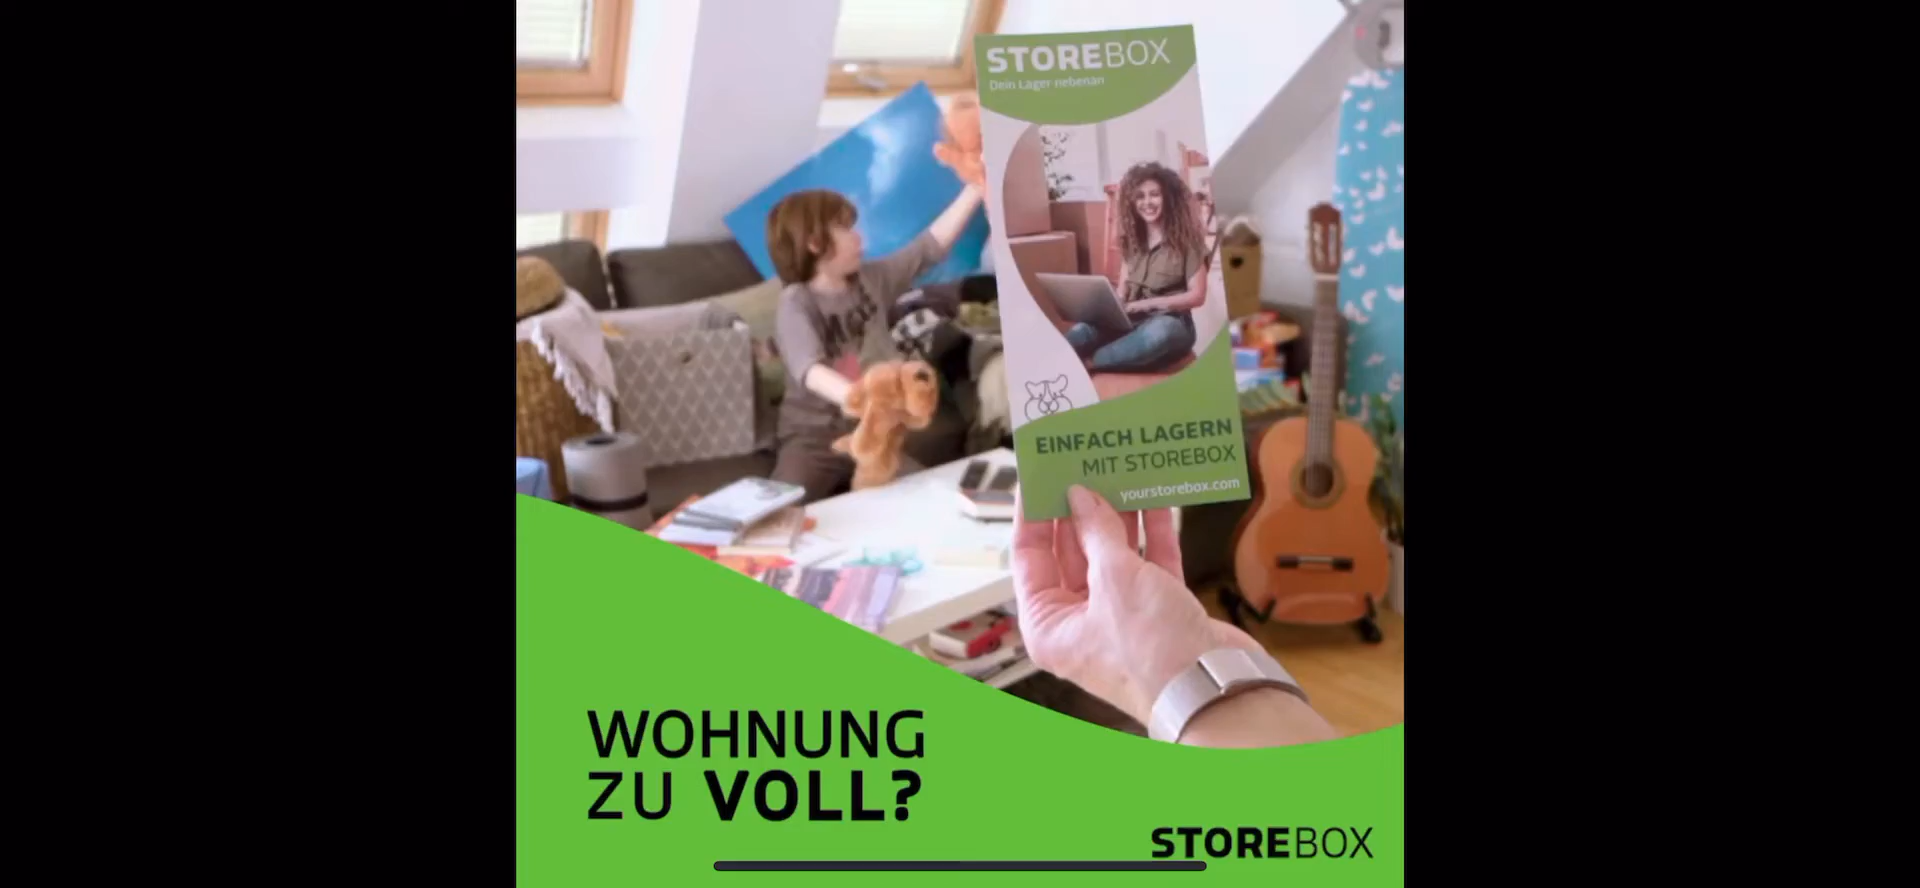 STOREBOX
Dein Lager nebenan
EINFACH LAGERN
MIT STOREBOX
yourstorebox.com
WOHNUNG
ZU VOLL?
STOREBOX